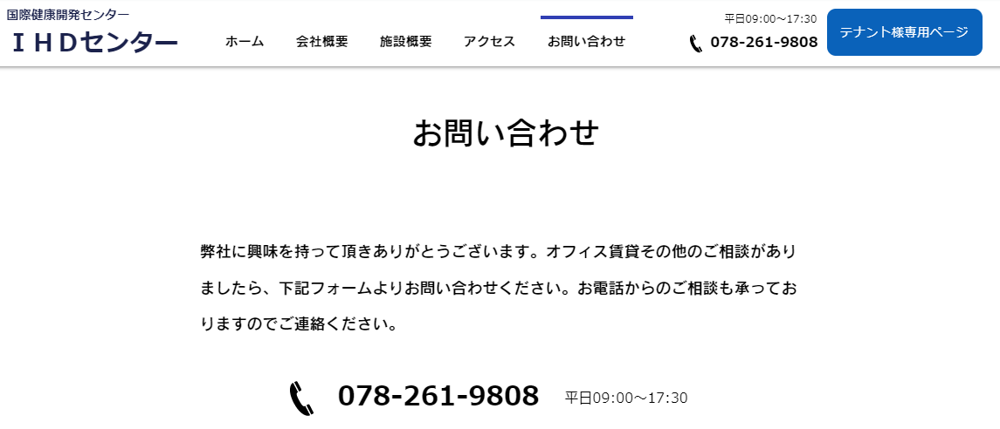 国際健康開発センター
ＩＨＤセンター
ホーム
会社概要
施設概要
アクセス
お問い合わせ
平日09:00～17:30
078-261-9808
テナント様専用ページ
お問い合わせ
弊社に興味を持って頂きありがとうございます。オフィス賃貸その他のご相談があり
ましたら、下記フォームよりお問い合わせください。お電話からのご相談も承ってお
りますのでご連絡ください。
078-261-9808 平日09:00～17:30